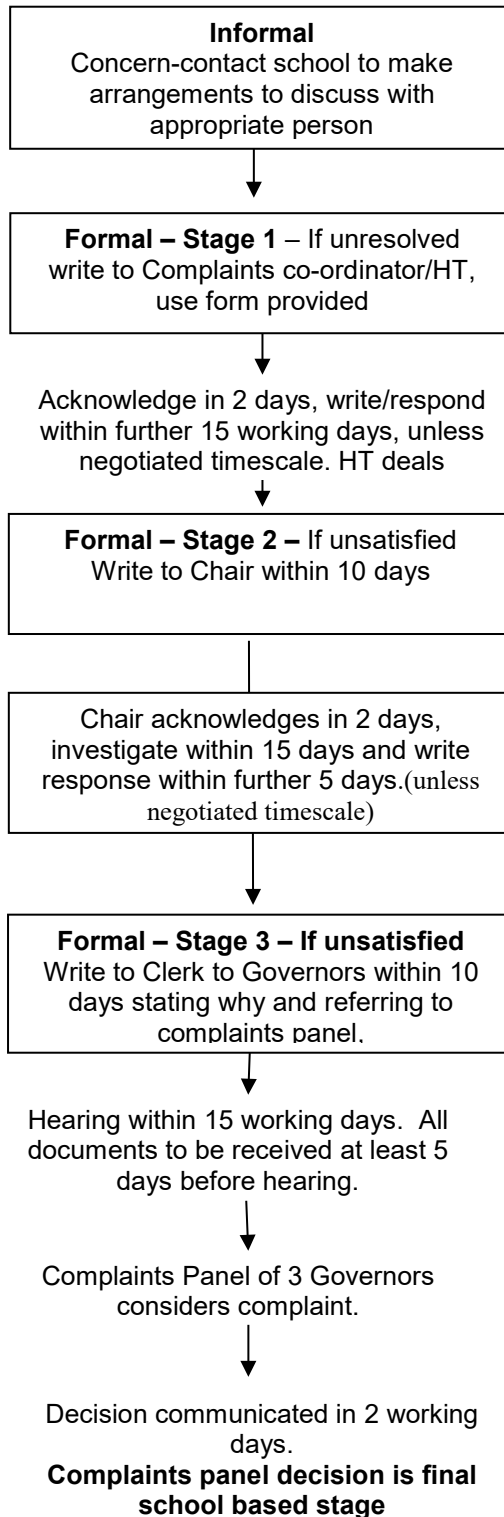 Informal
Concern-contact school to make
arrangements to discuss with
appropriate person
Formal – Stage 1 – If unresolved
write to Complaints co-ordinator/HT,
use form provided
Acknowledge in 2 days, write/respond
within further 15 working days, unless
negotiated timescale. HT deals
Formal – Stage 2 – If unsatisfied
Write to Chair within 10 days
Chair acknowledges in 2 days,
investigate within 15 days and write
response within further 5 days.(unless
negotiated timescale)
Formal – Stage 3 – If unsatisfied
Write to Clerk to Governors within 10
days stating why and referring to
complaints panel,
Hearing within 15 working days.  All
documents to be received at least 5
days before hearing.
Complaints Panel of 3 Governors
considers complaint.
Decision communicated in 2 working
days.
Complaints panel decision is final
school based stage